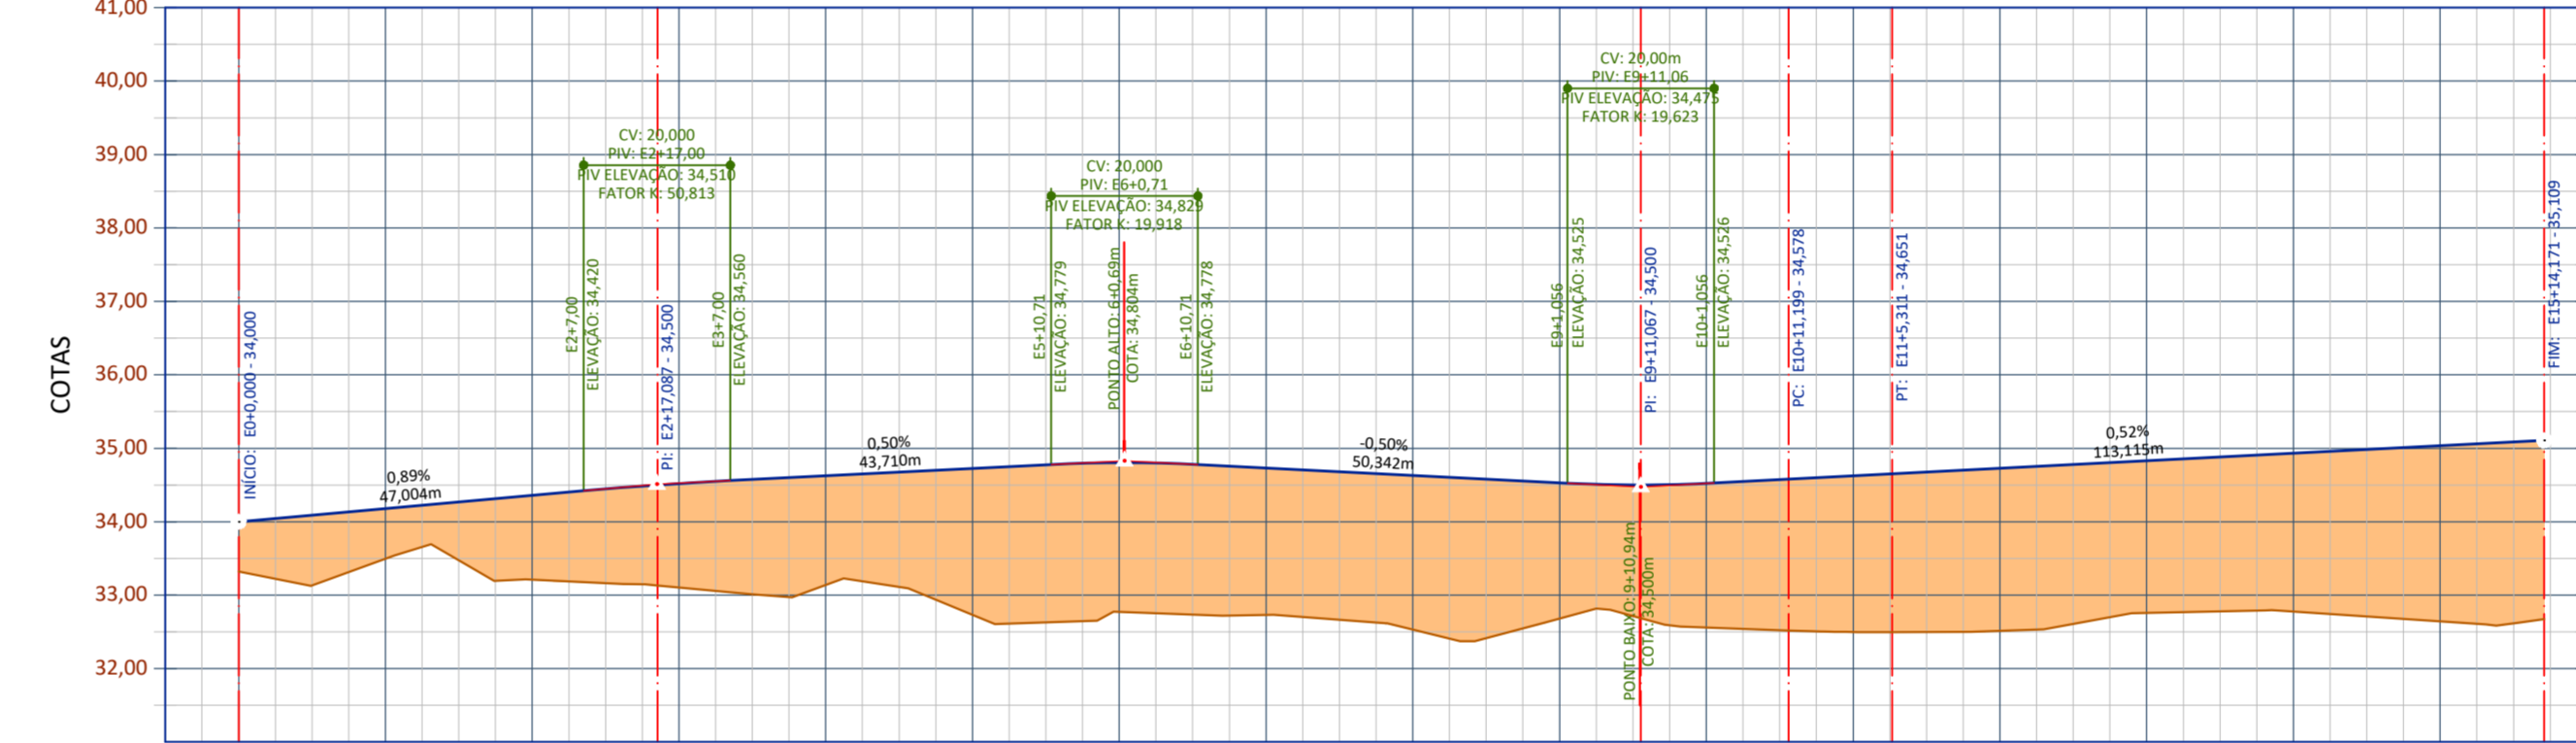 COTAS
41,00
40,00
39,00
38,00
37,00
36,00
35,00
34,00
33,00
32,00
INÍCIO: E0+0,000 - 34,000
0,89%
47,004m
CV: 20,000
PIV: E2+17,00
PIV ELEVAÇÃO: 34,510
FATOR K: 50,813
E2+7,00
ELEVAÇÃO: 34,420
PI: E2+17,087 - 34,500
E3+7,00
ELEVAÇÃO: 34,560
0,50%
43,710m
CV: 20,000
PIV: E6+0,71
PIV ELEVAÇÃO: 34,829
FATOR K: 19,918
E5+10,71
ELEVAÇÃO: 34,779
PONTO ALTO: 6+0,69m
COTA: 34,804m
E6+10,71
ELEVAÇÃO: 34,778
-0,50%
50,342m
CV: 20,00m
PIV: E9+11,06
PIV ELEVAÇÃO: 34,475
FATOR K: 19,623
E9+1,056
ELEVAÇÃO: 34,525
PI: E9+11,067 - 34,500
PONTO BAIXO: 9+10,94m
COTA: 34,500m
E10+1,056
ELEVAÇÃO: 34,526
PC: E10+11,199 - 34,578
PT: E11+5,311 - 34,651
0,52%
113,115m
FIM: E15+14,171 - 35,109